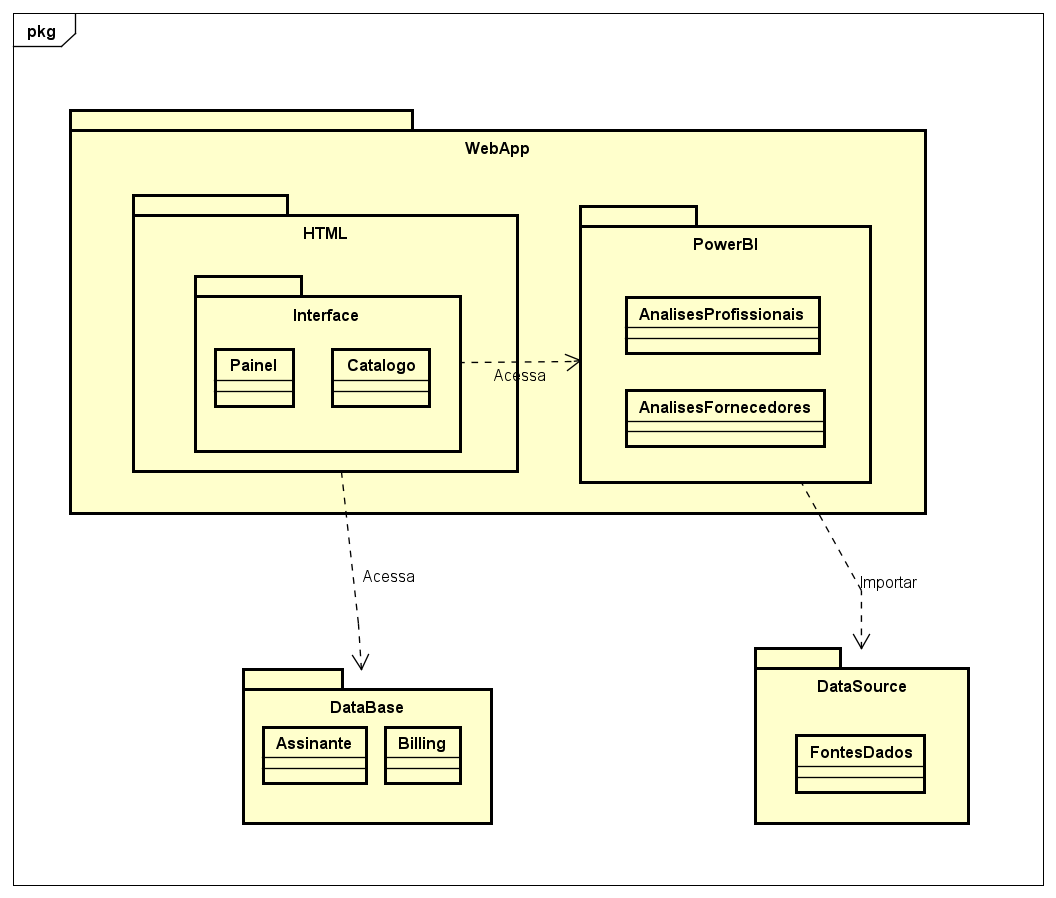 pkg
WebApp
HTML
PowerBI
Interface
AnalisesProfissionais
Painel
Catalogo
Acessa
AnalisesFornecedores
Acessa
Importar
DataBase
DataSource
Assinante
Billing
FontesDados